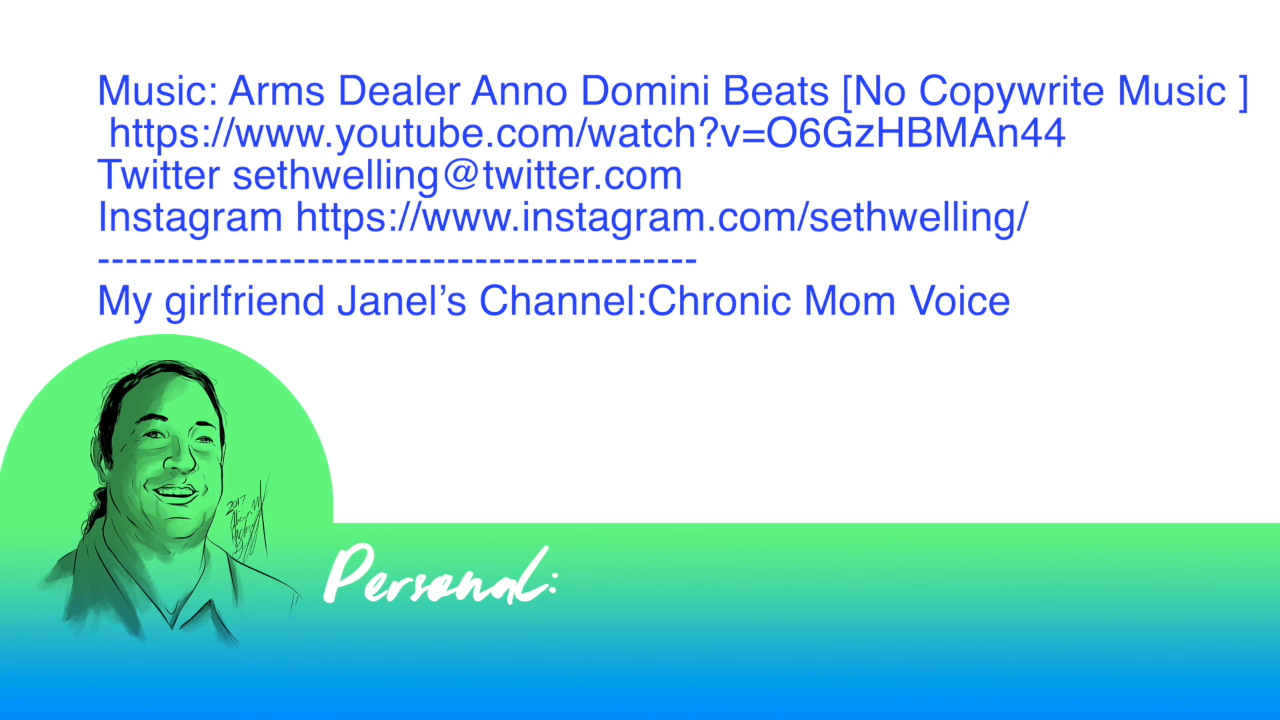 Music: Arms Dealer Anno Domini Beats [No Copywrite Music ]
https://www.youtube.com/watch?v=O6GzHBMAn44
Twitter sethwelling@twitter.com
Instagram https://www.instagram.com/sethwelling/
-------------------------------------------
My girlfriend Janel’s Channel:Chronic Mom Voice
2017
Personal: